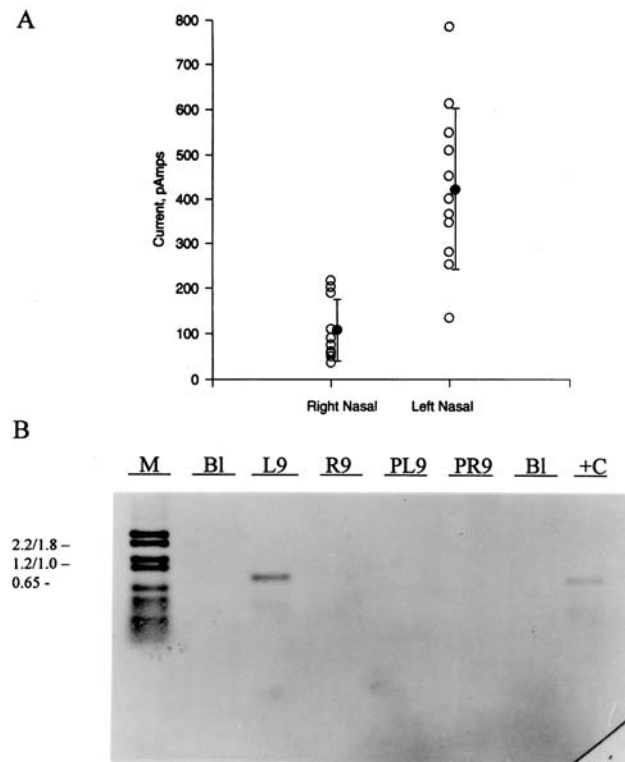 A
800
700
600
500
400
300
200
100
0
Current, pAmps
Right Nasal Left Nasal
B
M Bl L9 R9 PL9 PR9 Bl +C
2.2/1.8 –
1.2/1.0 –
0.65 -